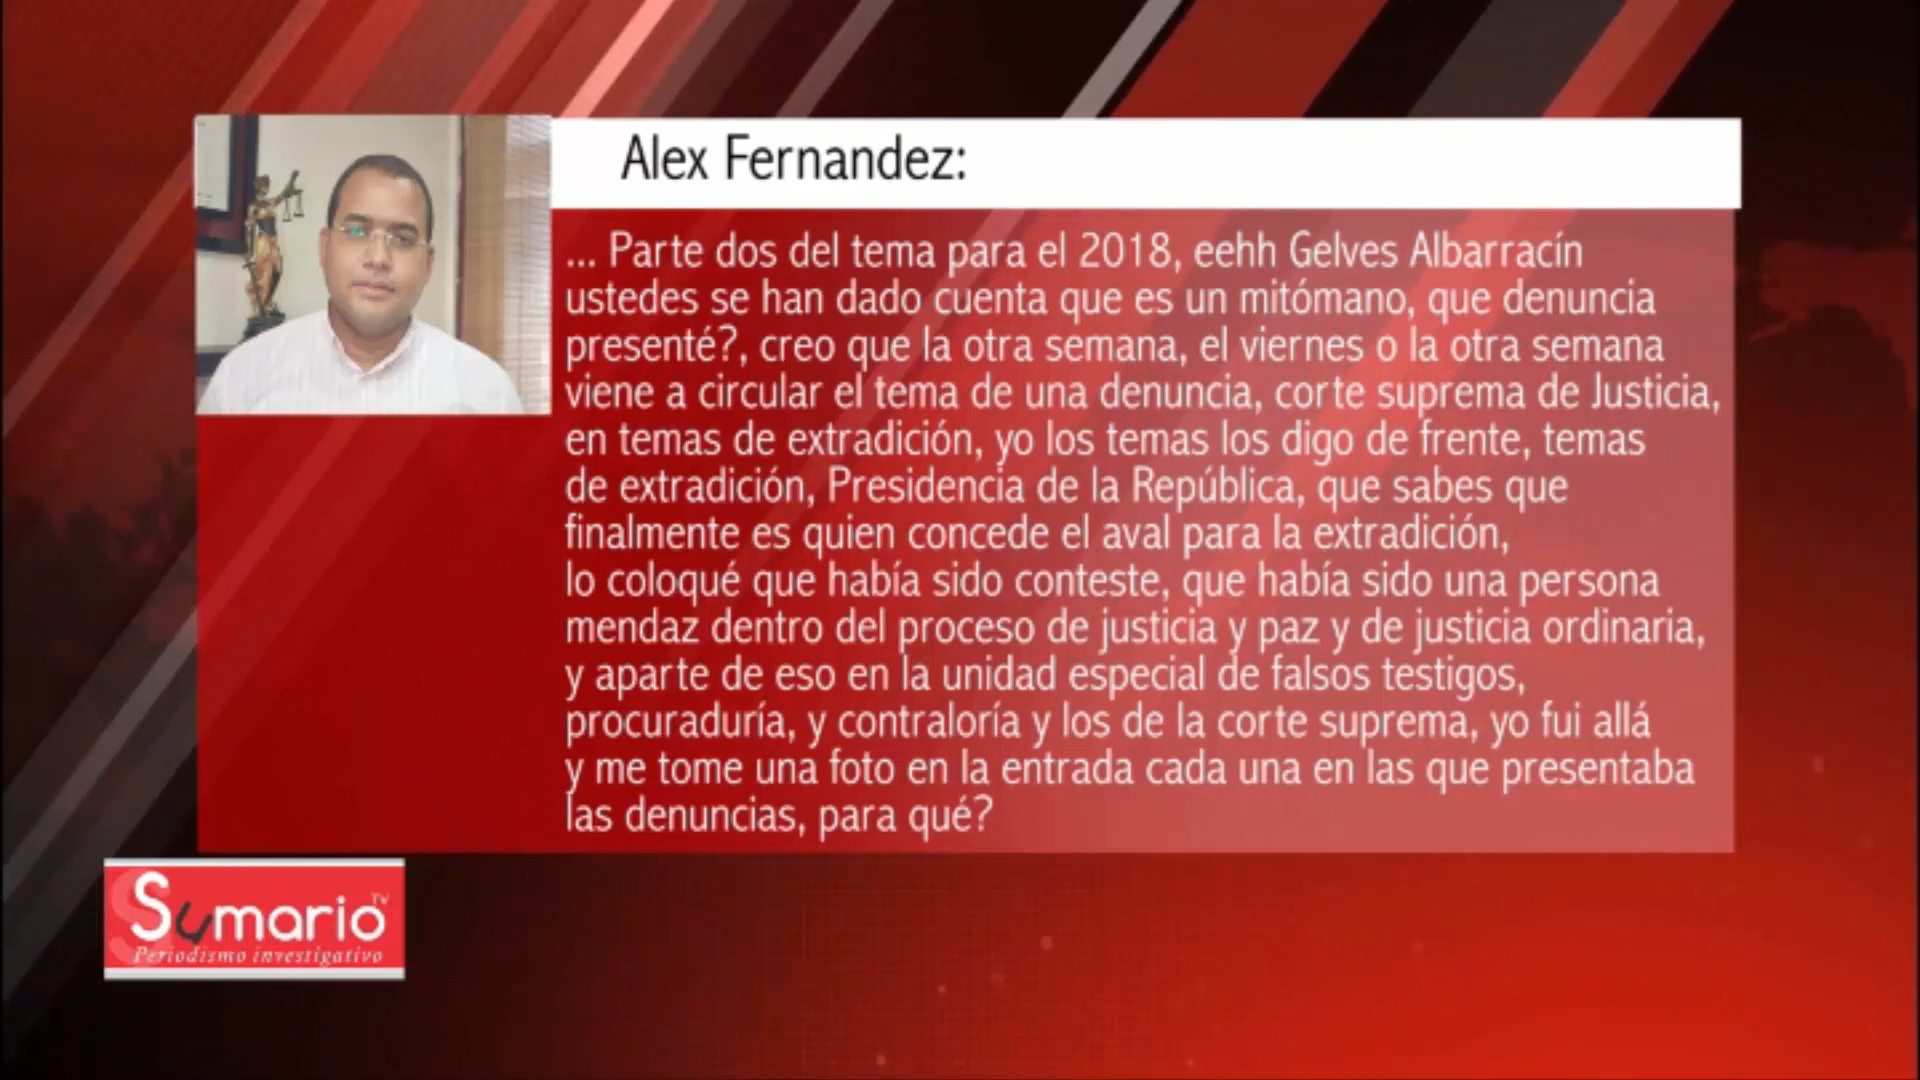 Alex Fernandez:
... Parte dos del tema para el 2018, eehh Gelves Albarracín
ustedes se han dado cuenta que es un mitómano, que denuncia
presenté?, creo que la otra semana, el viernes o la otra semana
viene a circular el tema de una denuncia, corte suprema de Justicia,
en temas de extradición, yo los temas los digo de frente, temas
de extradición, Presidencia de la República, que sabes que
finalmente es quien concede el aval para la extradición,
lo coloqué que había sido conteste, que había sido una persona
mendaz dentro del proceso de justicia y paz y de justicia ordinaria,
y aparte de eso en la unidad especial de falsos testigos,
procuraduría, y contraloría y los de la corte suprema, yo fui allá
y me tome una foto en la entrada cada una en las que presentaba
las denuncias, para qué?
Sumario TV
Periodismo investigativo